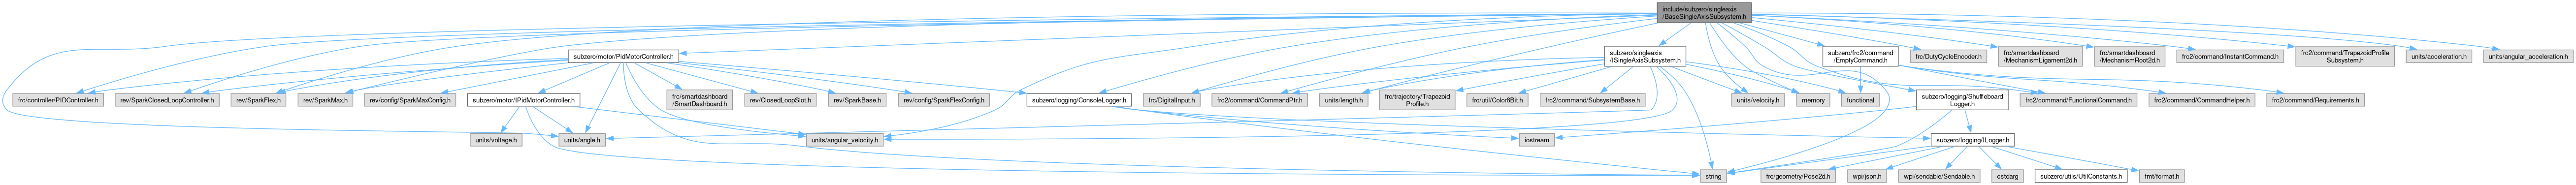 include/subzero/singleaxis
/BaseSingleAxisSubsystem.h
subzero/motor/PidMotorController.h
subzero/singleaxis
/ISingleAxisSubsystem.h
subzero/frc2/command
/EmptyCommand.h
frc/DutyCycleEncoder.h
frc/smartdashboard
/MechanismLigament2d.h
frc/smartdashboard
/MechanismRoot2d.h
frc2/command/InstantCommand.h
frc2/command/TrapezoidProfile
Subsystem.h
units/acceleration.h
units/angular_acceleration.h
frc/controller/PIDController.h
rev/SparkClosedLoopController.h
rev/SparkFlex.h
rev/SparkMax.h
rev/config/SparkMaxConfig.h
subzero/motor/IPidMotorController.h
frc/smartdashboard
/SmartDashboard.h
rev/ClosedLoopSlot.h
rev/SparkBase.h
rev/config/SparkFlexConfig.h
subzero/logging/ConsoleLogger.h
frc/DigitalInput.h
frc2/command/CommandPtr.h
units/length.h
frc/trajectory/Trapezoid
Profile.h
frc/util/Color8Bit.h
frc2/command/SubsystemBase.h
units/velocity.h
memory
functional
subzero/logging/Shuffleboard
Logger.h
frc2/command/FunctionalCommand.h
frc2/command/CommandHelper.h
frc2/command/Requirements.h
units/voltage.h
units/angle.h
units/angular_velocity.h
iostream
subzero/logging/ILogger.h
string
frc/geometry/Pose2d.h
wpi/json.h
wpi/sendable/Sendable.h
cstdarg
subzero/utils/UtilConstants.h
fmt/format.h